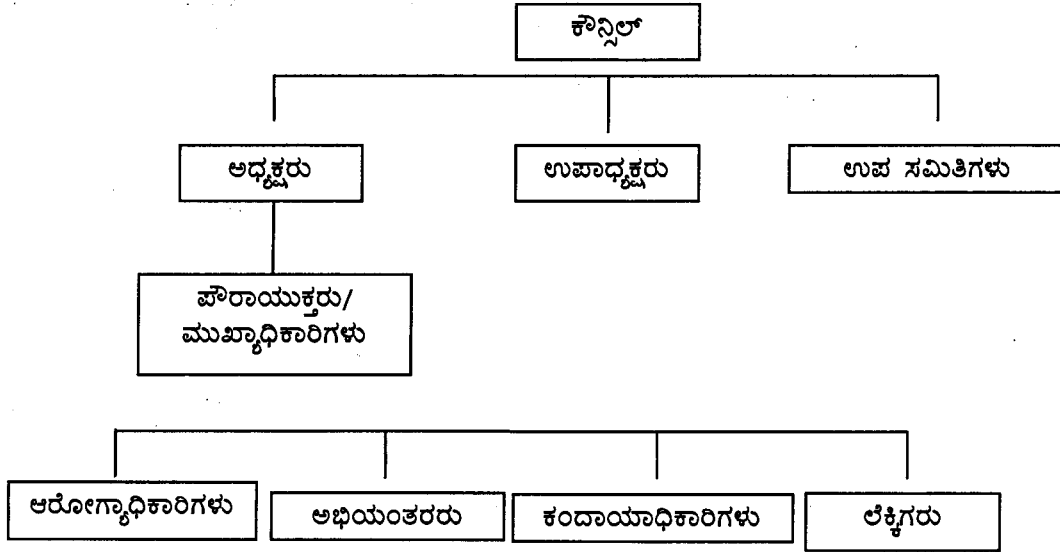 ಕೌನ್ಸಿಲ್
ಅಧ್ಯಕ್ಷರು
ಉಪಾಧ್ಯಕ್ಷರು
ಉಪ ಸಮಿತಿಗಳು
ಪೌರಾಯುಕ್ತರು/
ಮುಖ್ಯಾಧಿಕಾರಿಗಳು
ಆರೋಗ್ಯಾಧಿಕಾರಿಗಳು
ಅಭಿಯಂತರರು
ಕಂದಾಯಾಧಿಕಾರಿಗಳು
ಲೆಕ್ಕಿಗರು